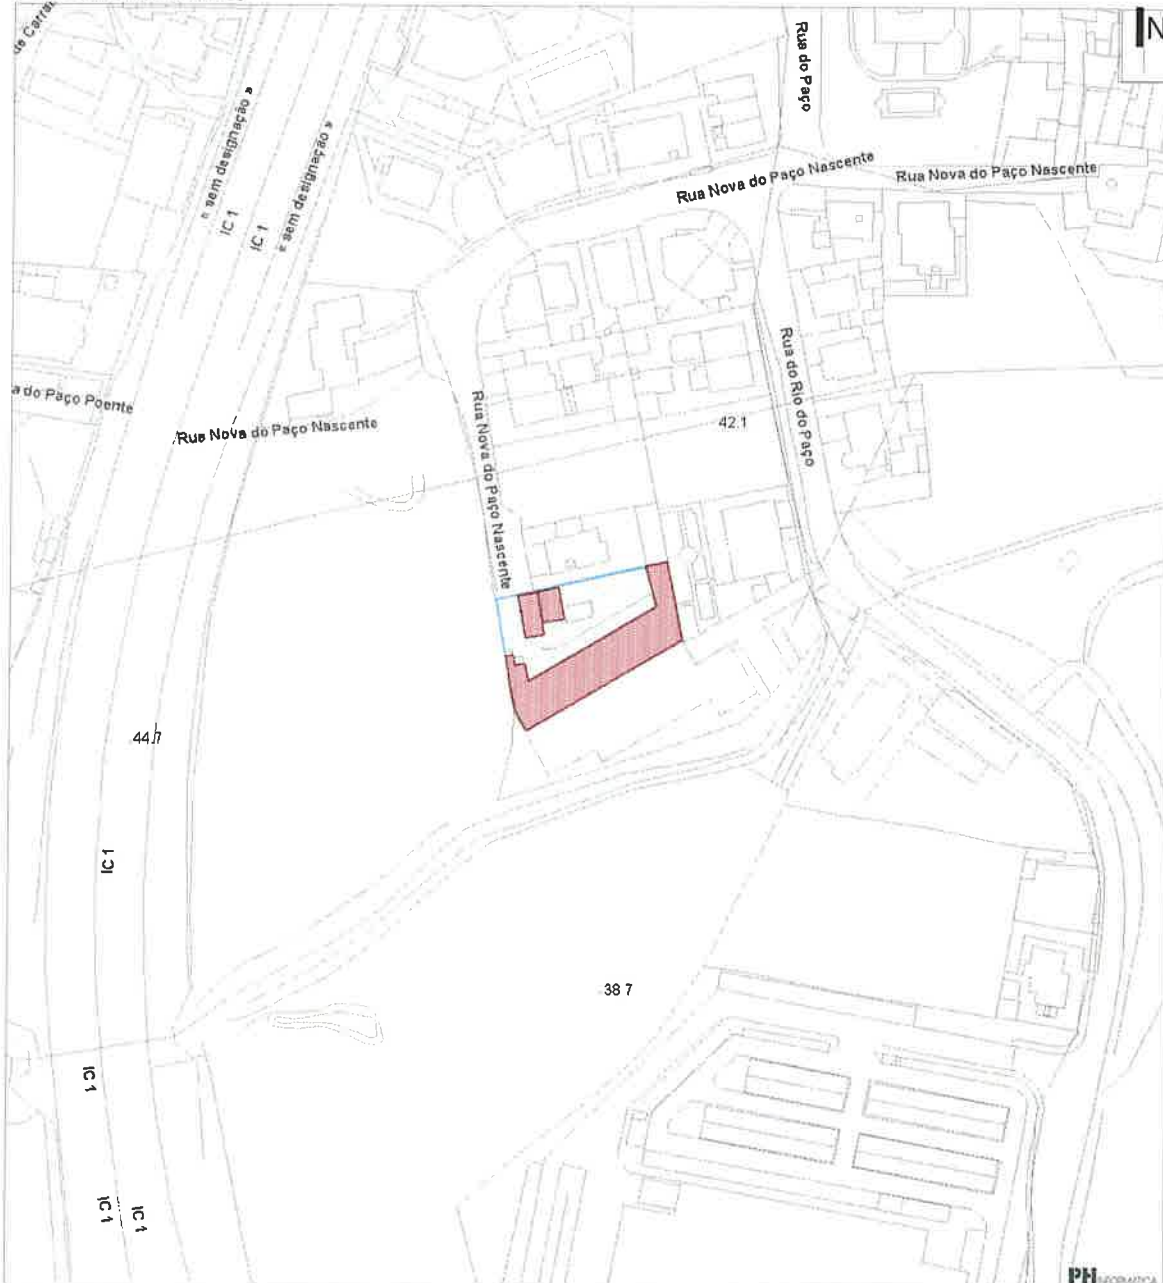 N
Rua do Paço
« sem designação »
« sem designação »
IC 1
IC 1
Rua Nova do Paço Nascente
Rua Nova do Paço Nascente
a do Paço Poente
Rua Nova do Paço Nascente
Rua Nova do Paço Nascente
Rua do Rio do Paço
42.1
44.7
IC 1
38 7
IC 1
IC 1
IC 1
PH INFORMÁTICA